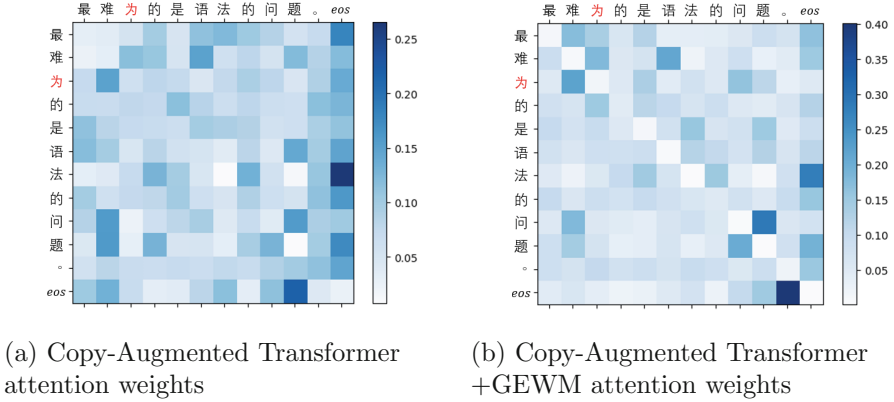 最 难 为 的 是 语 法 的 问 题 。 eos
最
难
为
的
是
语
法
的
问
题
。
eos
0.25
0.20
0.15
0.10
0.05
(a) Copy-Augmented Transformer
attention weights
最 难 为 的 是 语 法 的 问 题 。 eos
最
难
为
的
是
语
法
的
问
题
。
eos
0.40
0.35
0.30
0.25
0.20
0.15
0.10
0.05
0.00
(b) Copy-Augmented Transformer
+GEWM attention weights